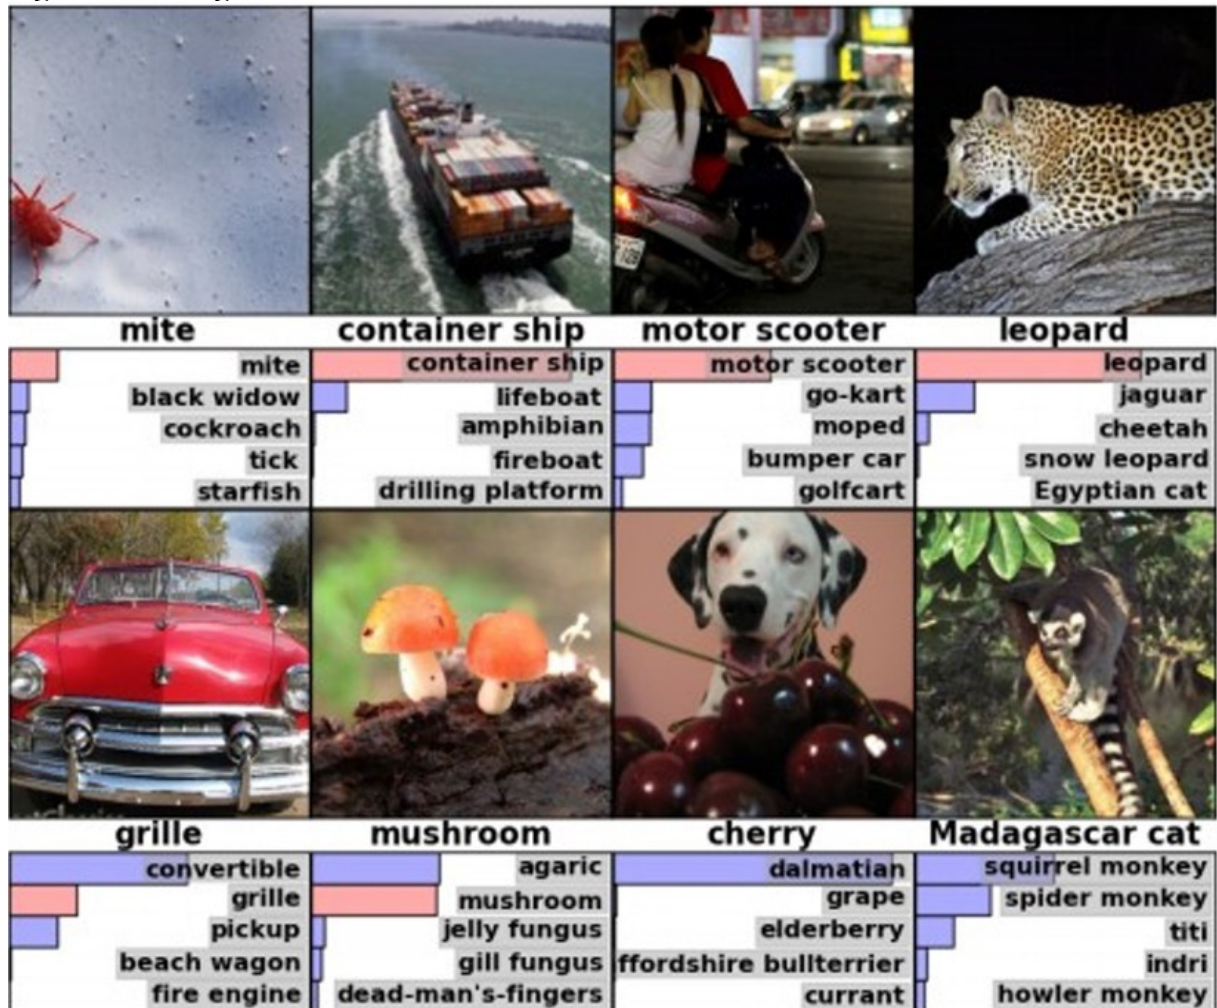 mite
container ship
motor scooter
leopard
mite
black widow
cockroach
tick
starfish
container ship
lifeboat
amphibian
fireboat
drilling platform
motor scooter
go-kart
moped
bumper car
golfcart
leopard
jaguar
cheetah
snow leopard
Egyptian cat
grille
mushroom
cherry
Madagascar cat
convertible
grille
pickup
beach wagon
fire engine
agaric
mushroom
jelly fungus
gill fungus
dead-man's-fingers
dalmatian
grape
elderberry
ffordshire bullterrier
currant
squirrel monkey
spider monkey
titi
indri
howler monkey